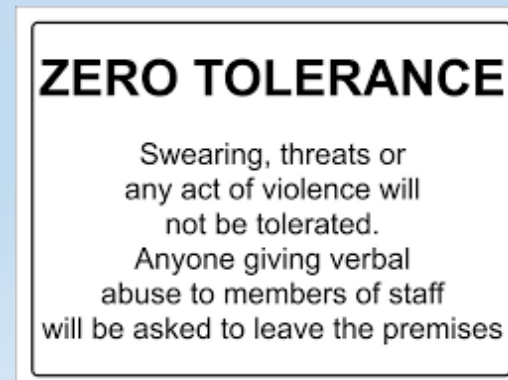 ZERO TOLERANCE
Swearing, threats or
any act of violence will
not be tolerated.
Anyone giving verbal
abuse to members of staff
will be asked to leave the premises